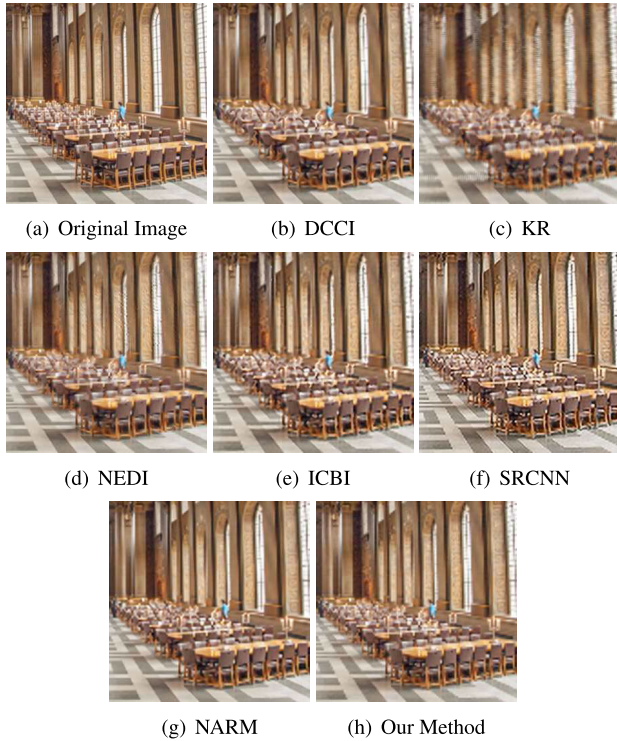 (a) Original Image
(b) DCCI
(c) KR
(d) NEDI
(e) ICBI
(f) SRCNN
(g) NARM
(h) Our Method